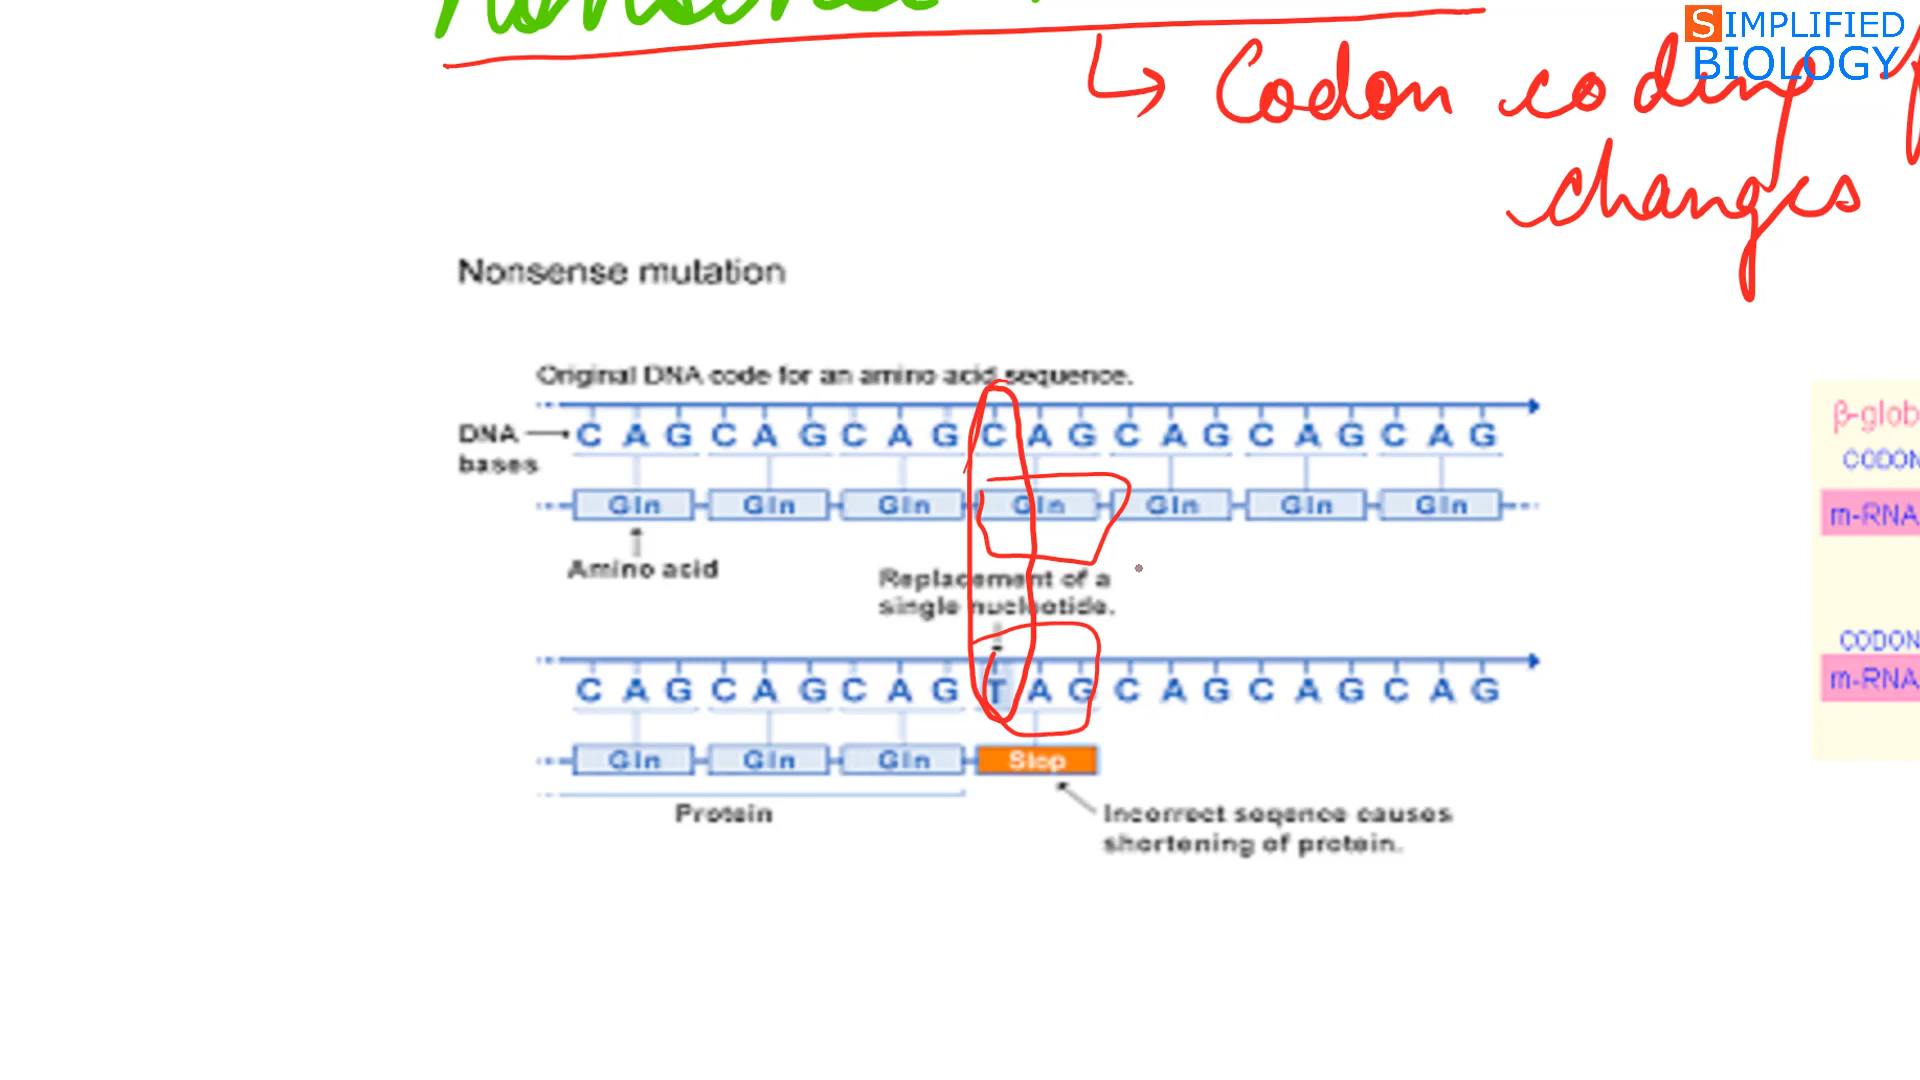 Nonsense
SIMPLIFIED
BIOLOGY
Codon coding
changes
Nonsense mutation
Original DNA code for an amino acid sequence.
DNA bases
C A G C A G C A G C A G C A G C A G C A G
Gln Gln Gln Gln Gln Gln Gln
Amino acid
Replacement of a
single nucleotide.
C A G C A G C A G T A G C A G C A G C A G
Gln Gln Gln Stop
Protein
Incorrect seqence causes
shortening of protein.
β-glob
CODON
m-RNA
CODON
m-RNA